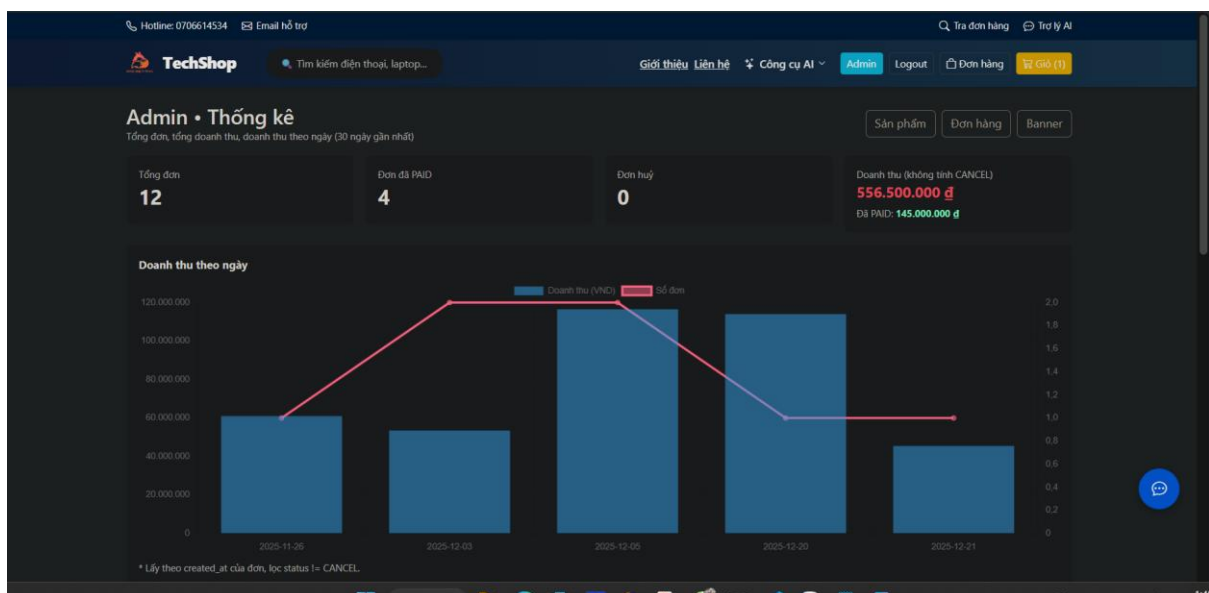 Hotline: 0706614534 Email hỗ trợ Tra đơn hàng Trợ lý AI
TechShop Tìm kiếm điện thoại, laptop... Giới thiệu Liên hệ Công cụ AI Admin Logout Đơn hàng Giỏ (1)
Admin • Thống kê
Tổng đơn, tổng doanh thu, doanh thu theo ngày (30 ngày gần nhất)
Sản phẩm Đơn hàng Banner
Tổng đơn Đơn đã PAID Đơn huỷ Doanh thu (không tính CANCEL)
12 4 0 556.500.000 ₫
Đã PAID: 145.000.000 ₫
Doanh thu theo ngày
Doanh thu (VND) Số đơn
120.000.000 2,0
1,8
100.000.000
1,6
80.000.000 1,4
1,2
60.000.000 1,0
0,8
40.000.000
0,6
20.000.000 0,4
0,2
0 0
2025-11-26 2025-12-03 2025-12-05 2025-12-20 2025-12-21
* Lấy theo created_at của đơn, lọc status != CANCEL.